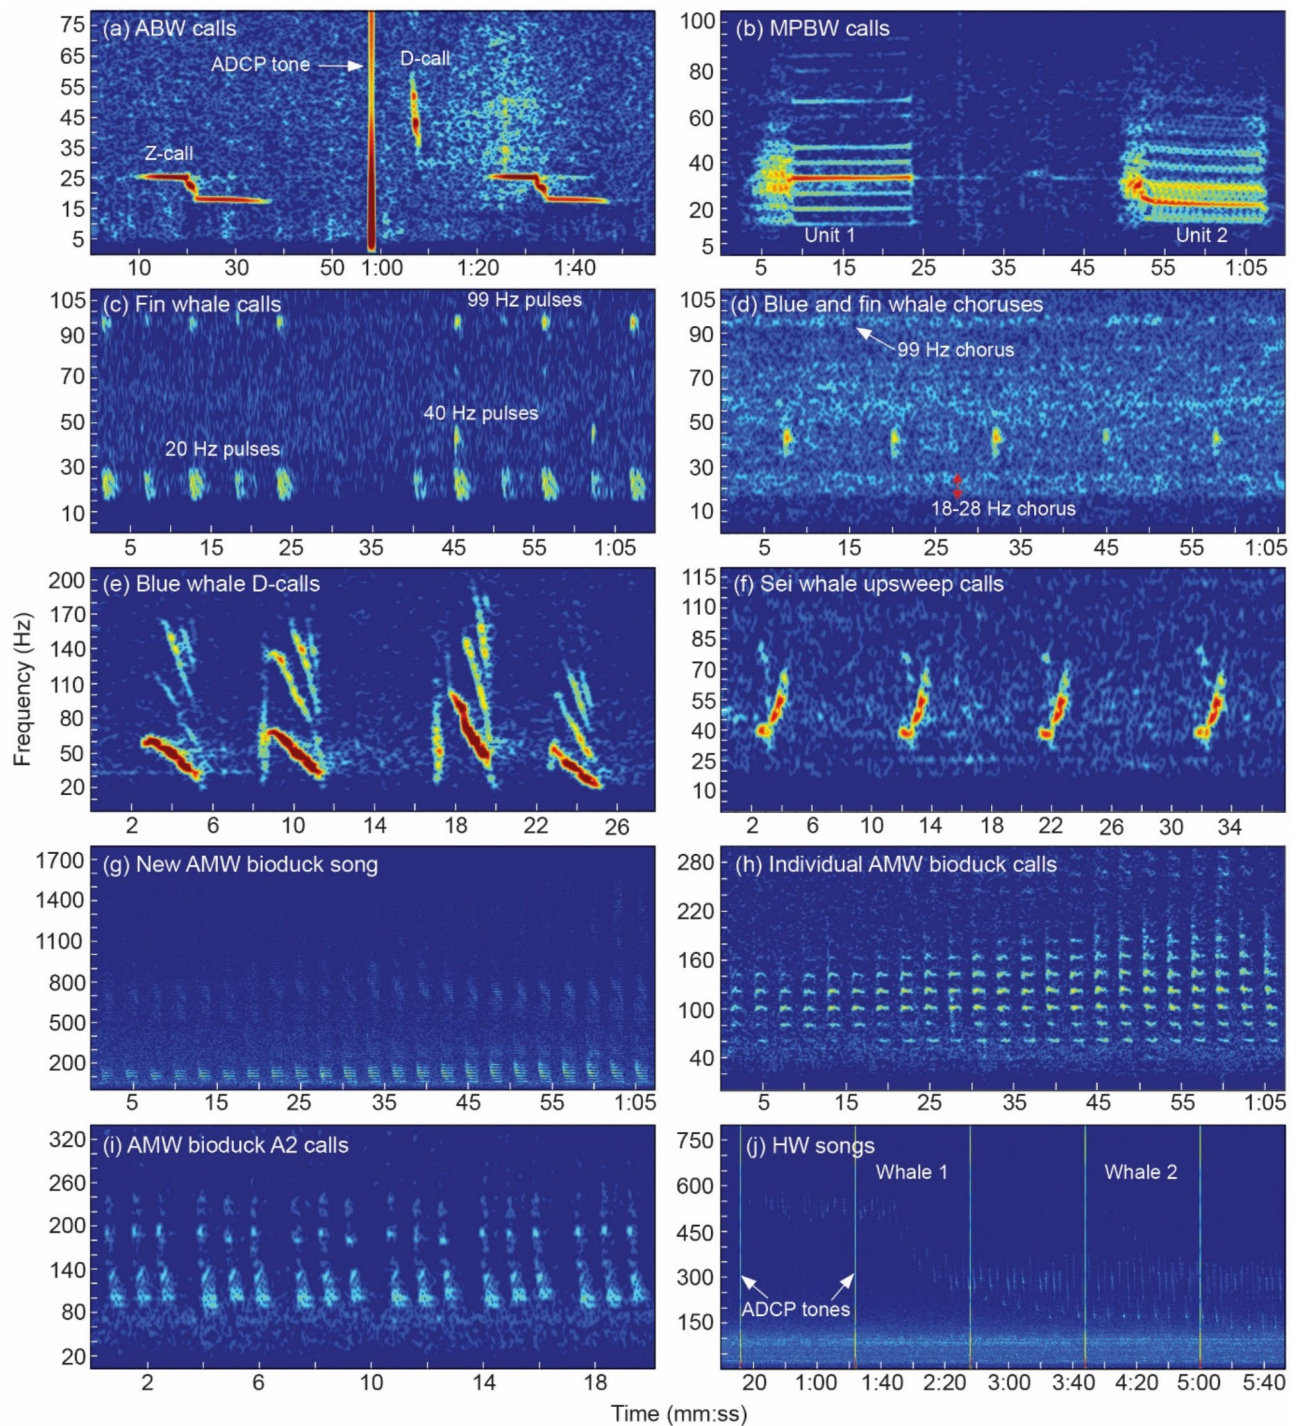 (a) ABW calls
ADCP tone
D-call
Z-call
80
65
55
45
35
25
15
5
10 30 50 1:00 1:20 1:40
(b) MPBW calls
Unit 1
Unit 2
100
80
60
40
20
5
5 15 25 35 45 55 1:05
(c) Fin whale calls
99 Hz pulses
40 Hz pulses
20 Hz pulses
105
90
70
50
30
10
5 15 25 35 45 55 1:05
(d) Blue and fin whale choruses
99 Hz chorus
18-28 Hz chorus
105
90
70
50
30
10
5 15 25 35 45 55 1:05
(e) Blue whale D-calls
200
170
140
110
80
50
20
2 6 10 14 18 22 26
(f) Sei whale upsweep calls
115
100
85
70
55
40
25
10
2 6 10 14 18 22 26 30 34
Frequency (Hz)
(g) New AMW bioduck song
1700
1400
1100
800
500
200
5 15 25 35 45 55 1:05
(h) Individual AMW bioduck calls
280
220
160
100
40
5 15 25 35 45 55 1:05
(i) AMW bioduck A2 calls
320
260
200
140
80
20
2 6 10 14 18
(j) HW songs
Whale 1
Whale 2
ADCP tones
750
600
450
300
150
20 1:00 1:40 2:20 3:00 3:40 4:20 5:00 5:40
Time (mm:ss)